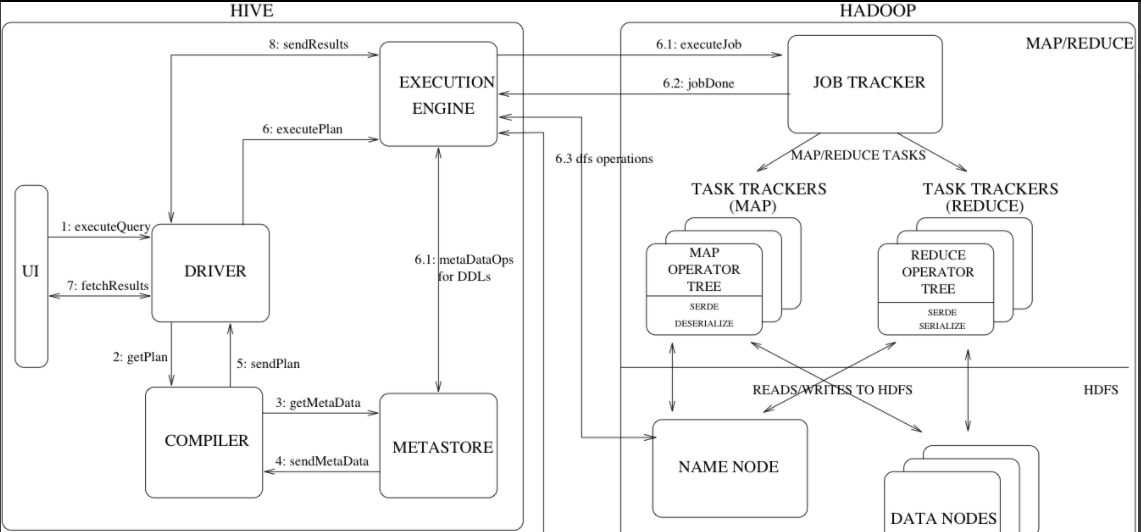 HIVE
HADOOP
8: sendResults
EXECUTION
ENGINE
6.1: executeJob
6.2: jobDone
JOB TRACKER
MAP/REDUCE
6: executePlan
6.3 dfs operations
MAP/REDUCE TASKS
TASK TRACKERS
(MAP)
TASK TRACKERS
(REDUCE)
1: executeQuery
UI
DRIVER
7: fetchResults
6.1: metaDataOps
for DDLs
MAP
OPERATOR
TREE
SERDE
DESERIALIZE
REDUCE
OPERATOR
TREE
SERDE
SERIALIZE
2: getPlan
5: sendPlan
READS/WRITES TO HDFS
HDFS
3: getMetaData
COMPILER
METASTORE
4: sendMetaData
NAME NODE
DATA NODES